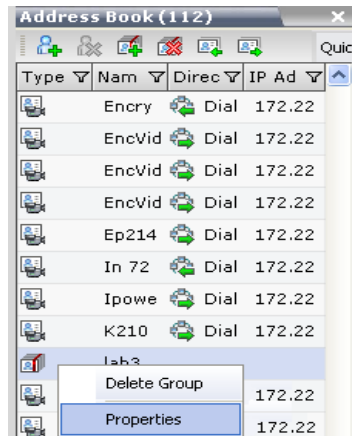 Address Book (112)
Quic
Type Nam Direc IP Ad
Encry Dial 172.22
EncVid Dial 172.22
EncVid Dial 172.22
EncVid Dial 172.22
Ep214 Dial 172.22
In 72 Dial 172.22
Ipowe Dial 172.22
K210 Dial 172.22
lab3
Delete Group
172.22
Properties
172.22